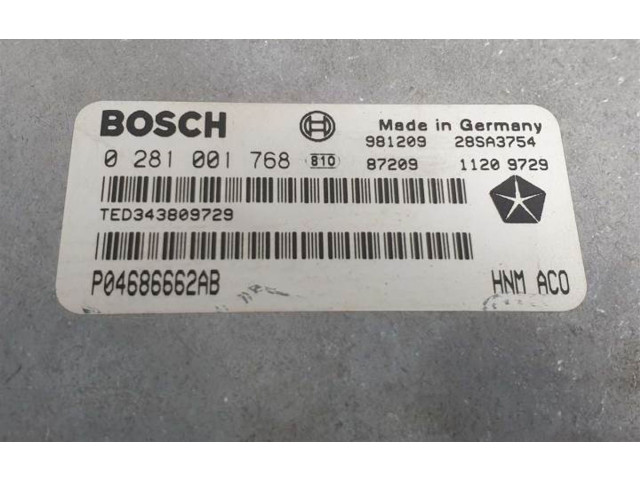 BOSCH Made in Germany
981209 28SA3754
0 281 001 768 810 87209 1120 9729
TED343809729
P04686662AB HNM ACO